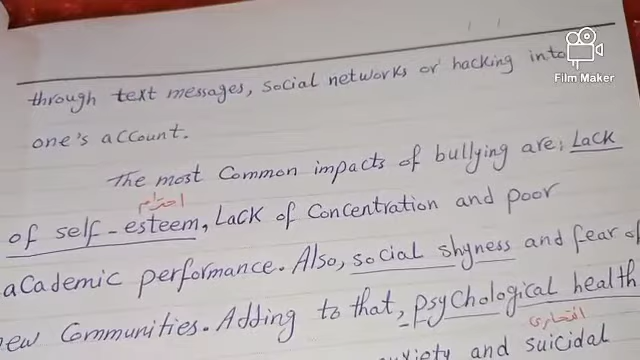 Film Maker
through text messages, social networks or hacking into
one's account.
The most common impacts of bullying are; Lack
احترام
of self-esteem, Lack of Concentration and poor
academic performance. Also, social shyness and fear of
new Communities. Adding to that, psychological health
انتحاري
anxiety and suicidal